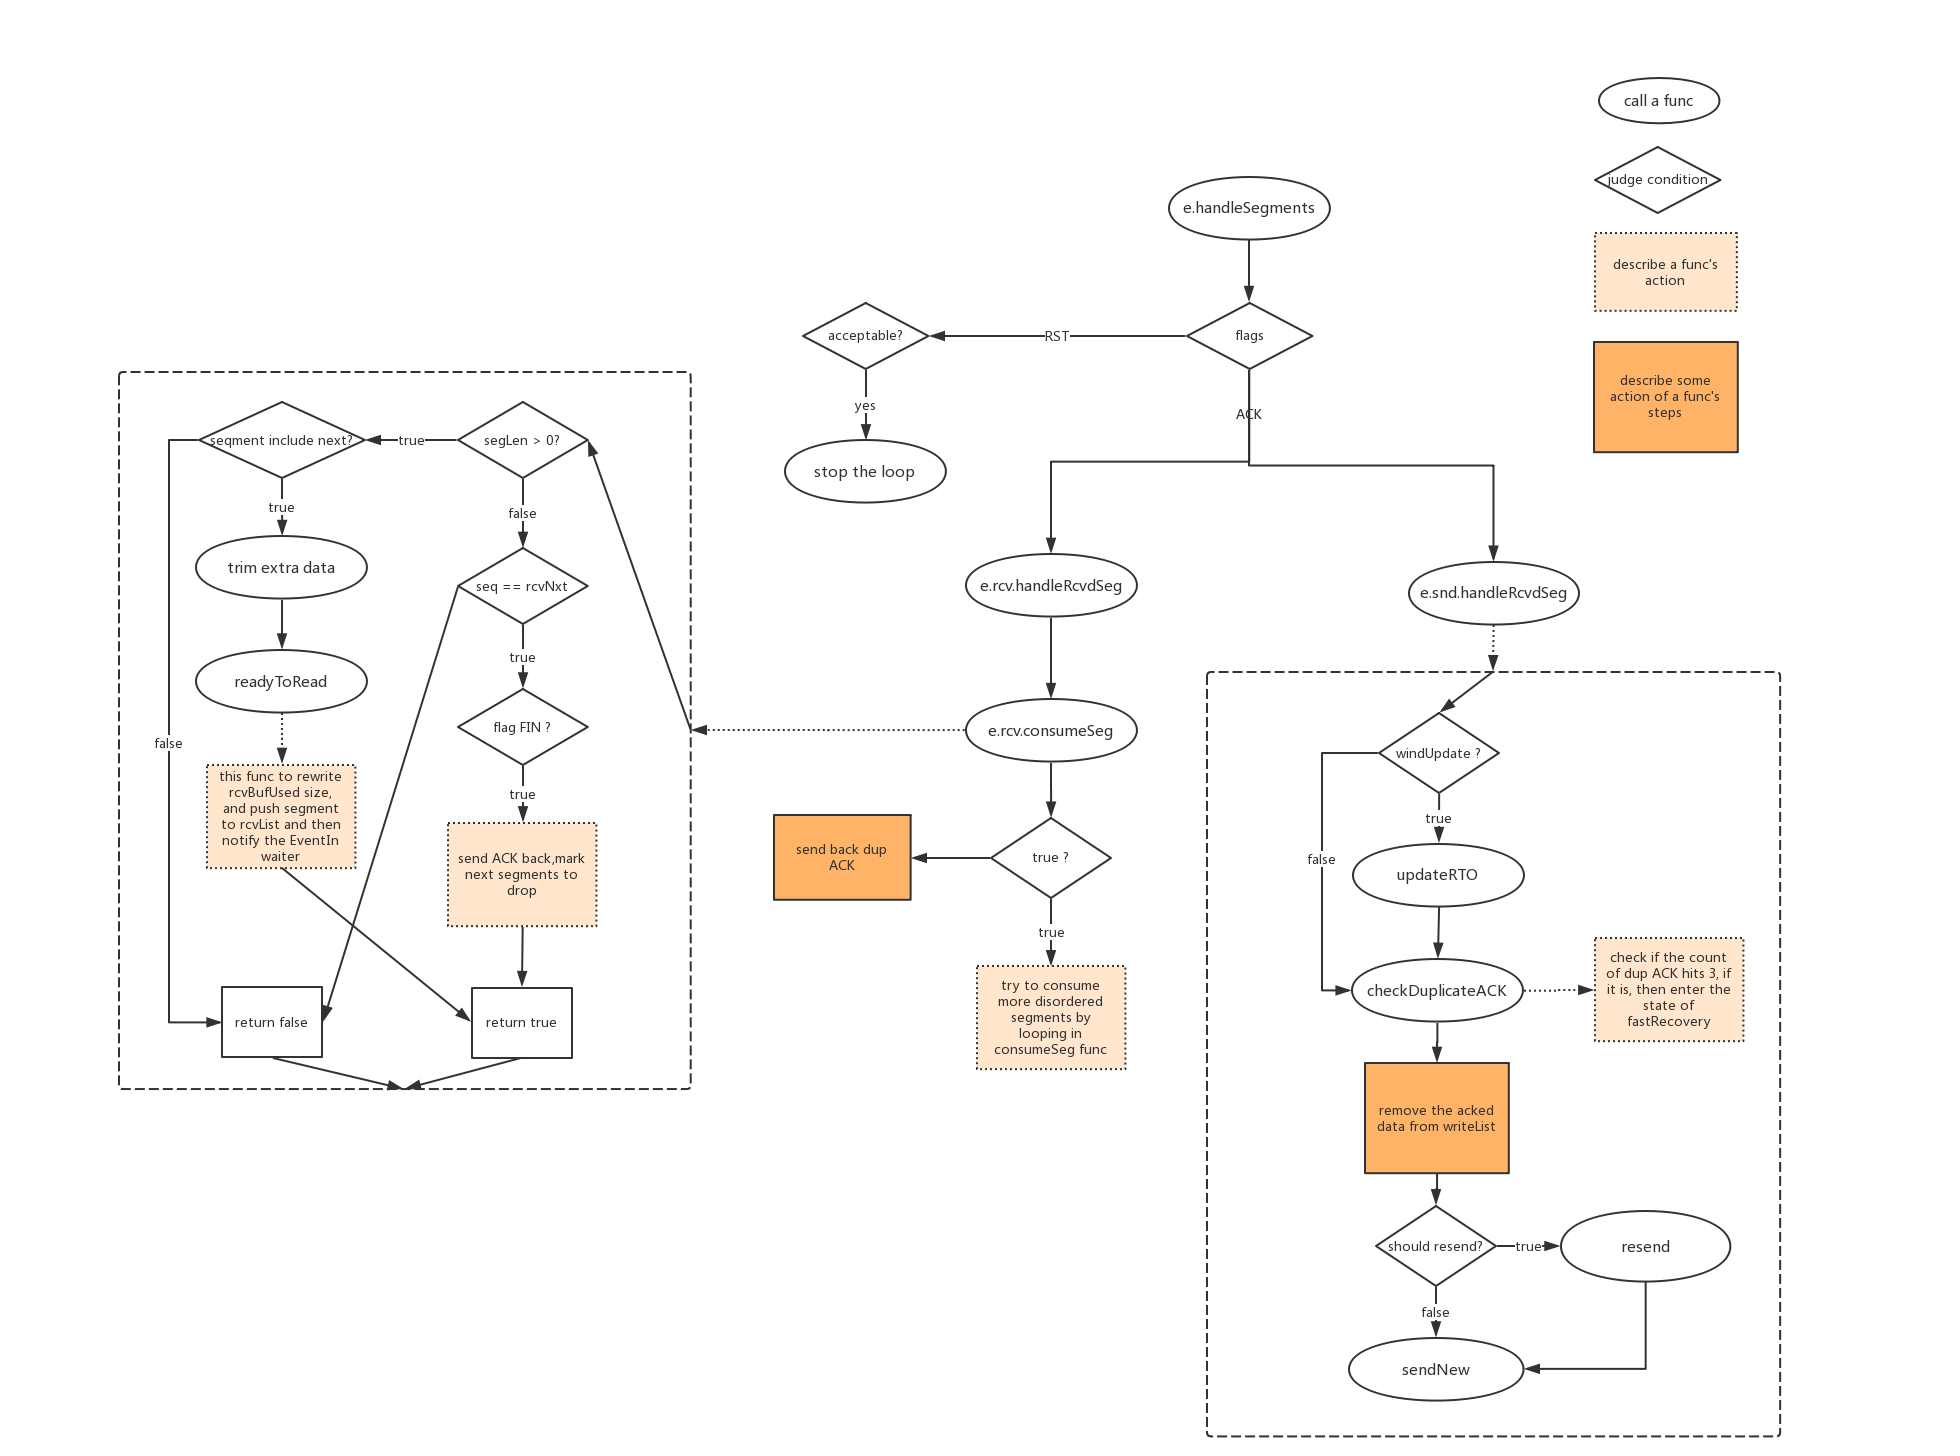 call a func
judge condition
describe a func's
action
describe some
action of a func's
steps
e.handleSegments
flags
RST
acceptable?
yes
stop the loop
ACK
e.rcv.handleRcvdSeg
e.snd.handleRcvdSeg
e.rcv.consumeSeg
true ?
send back dup
ACK
true
try to consume
more disordered
segments by
looping in
consumeSeg func
segLen > 0?
true
seqment include next?
true
trim extra data
readyToRead
this func to rewrite
rcvBufUsed size,
and push segment
to rcvList and then
notify the EventIn
waiter
false
false
seq == rcvNxt
true
flag FIN ?
true
send ACK back,mark
next segments to
drop
return false
return true
windUpdate ?
true
false
updateRTO
checkDuplicateACK
check if the count
of dup ACK hits 3, if
it is, then enter the
state of
fastRecovery
remove the acked
data from writeList
should resend?
true
resend
false
sendNew